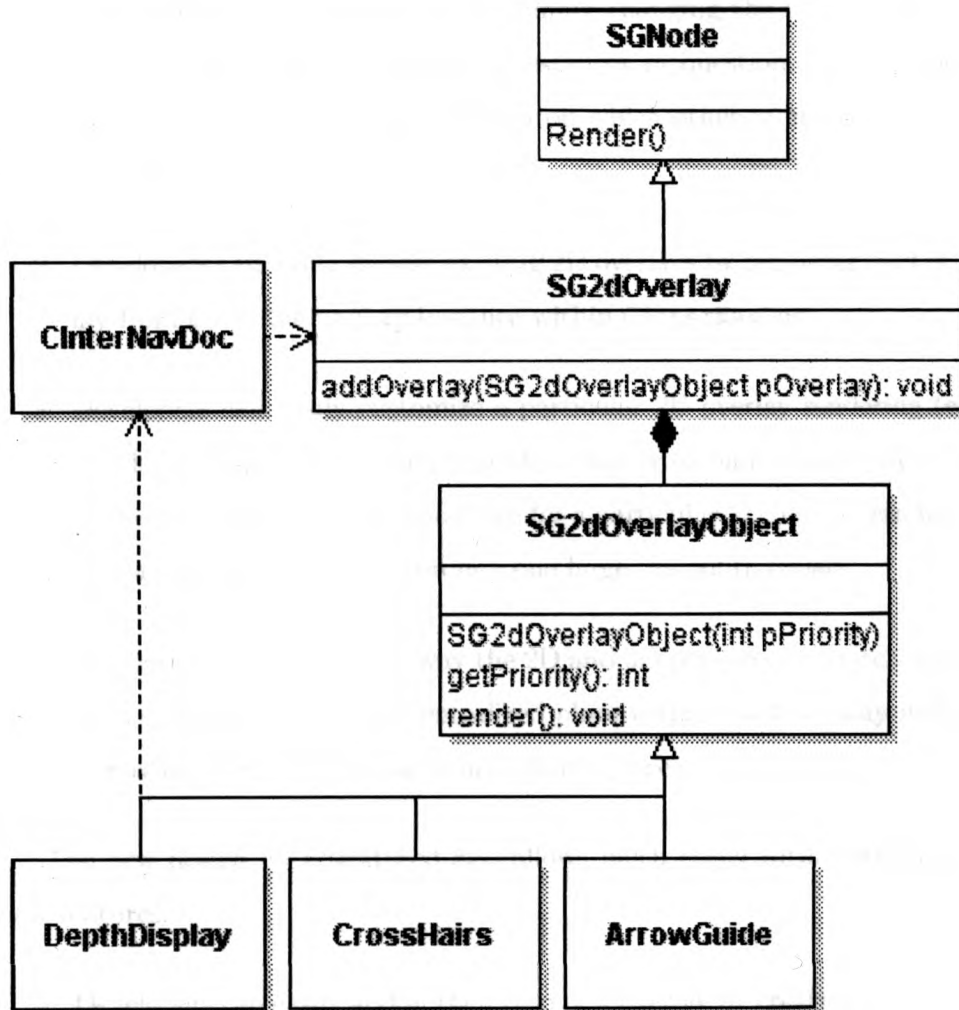 SGNode
Render()
SG2dOverlay
addOverlay(SG2dOverlayObject pOverlay): void
CInterNavDoc
SG2dOverlayObject
SG2dOverlayObject(int pPriority)
getPriority(): int
render(): void
DepthDisplay
CrossHairs
ArrowGuide